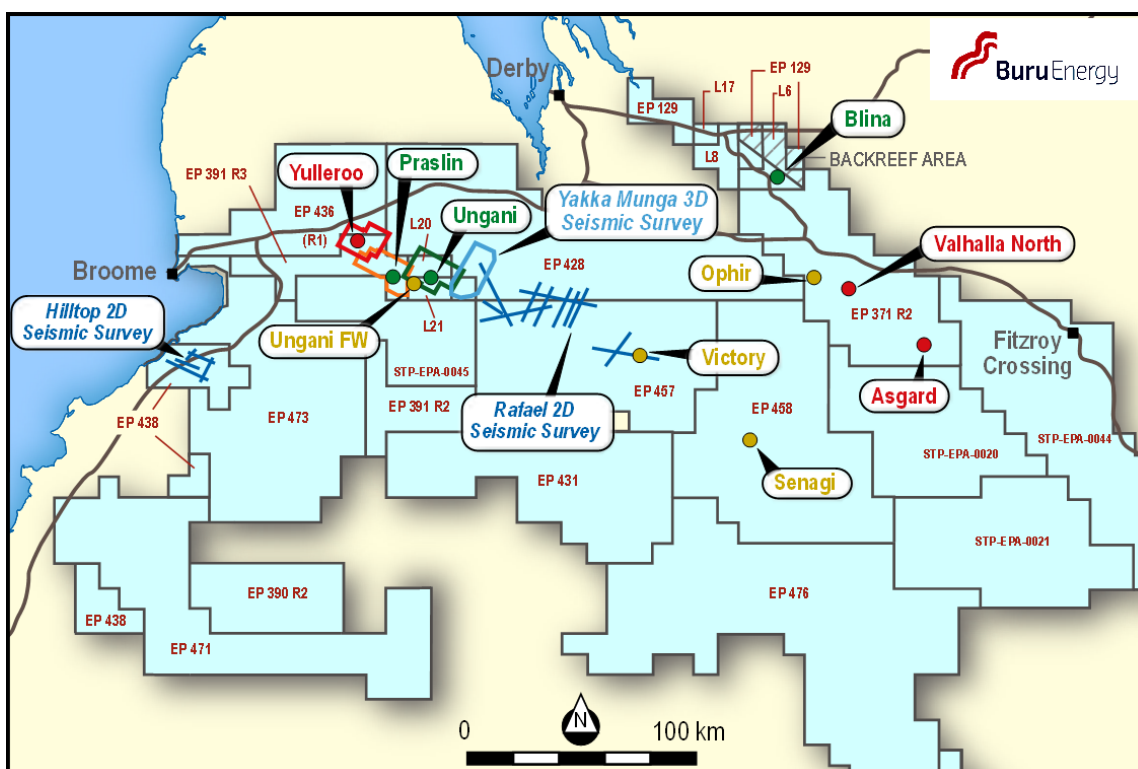 Buru Energy
Derby
EP 129
L17
L6
EP 129
Blina
L8
BACKREEF AREA
EP 391 R3
Yulleroo
Praslin
EP 436
(R1)
L20
Ungani
Yakka Munga 3D
Seismic Survey
Valhalla North
Broome
EP 428
Ophir
Hilltop 2D
Seismic Survey
L21
Ungani FW
EP 371 R2
Fitzroy
Crossing
Victory
Asgard
STP-EPA-0045
EP 457
EP 391 R2
Rafael 2D
Seismic Survey
EP 458
EP 438
EP 473
STP-EPA-0044
STP-EPA-0020
Senagi
EP 431
STP-EPA-0021
EP 390 R2
EP 476
EP 438
EP 471
N
0
100 km